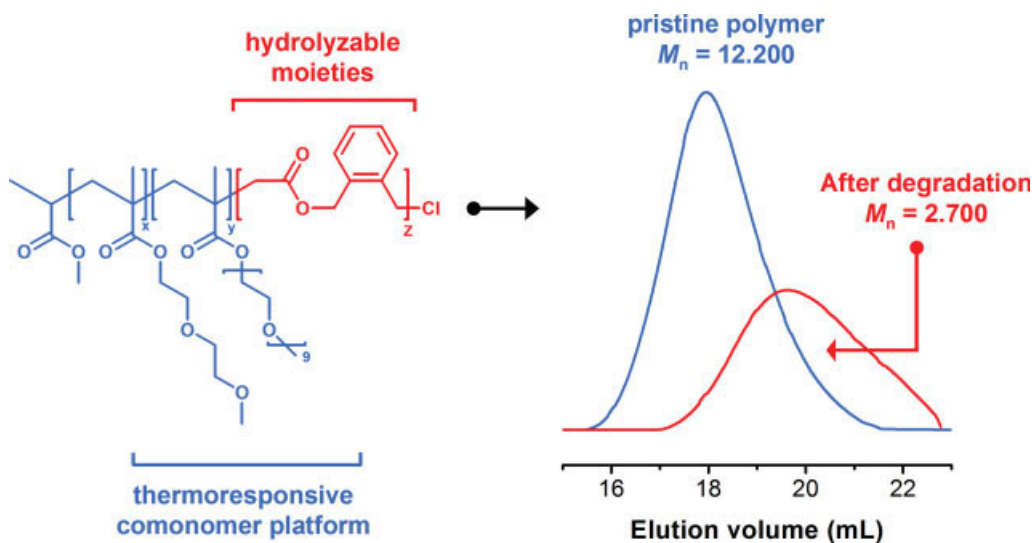 hydrolyzable
moieties
O
O
x
y
z
Cl
O
O
O
O
O
O
O
O
O
9
O
thermoresponsive
comonomer platform
pristine polymer
Mn = 12.200
After degradation
Mn = 2.700
16
18
20
22
Elution volume (mL)